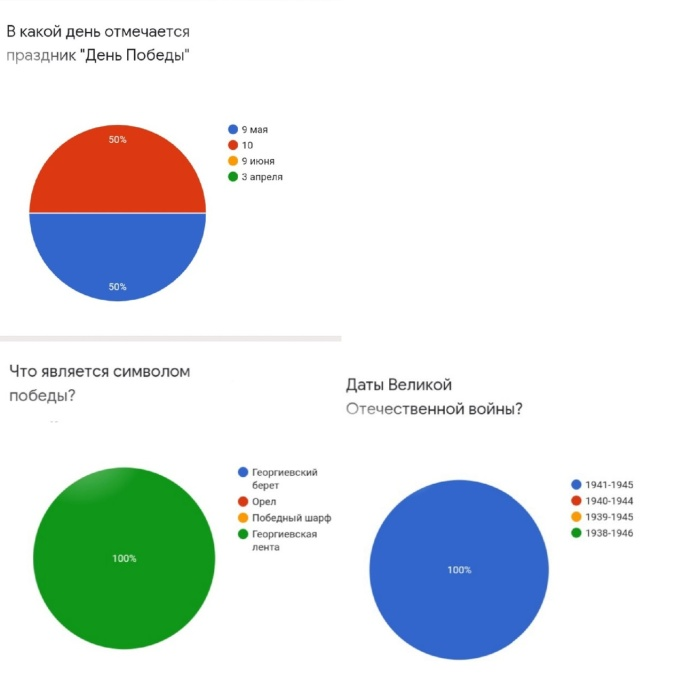 В какой день отмечается
праздник "День Победы"
50%
9 мая
10
9 июня
3 апреля
50%
Что является символом
победы?
Георгиевский
берет
Орел
Победный шарф
Георгиевская
лента
100%
Даты Великой
Отечественной войны?
1941-1945
1940-1944
1939-1945
1938-1946
100%